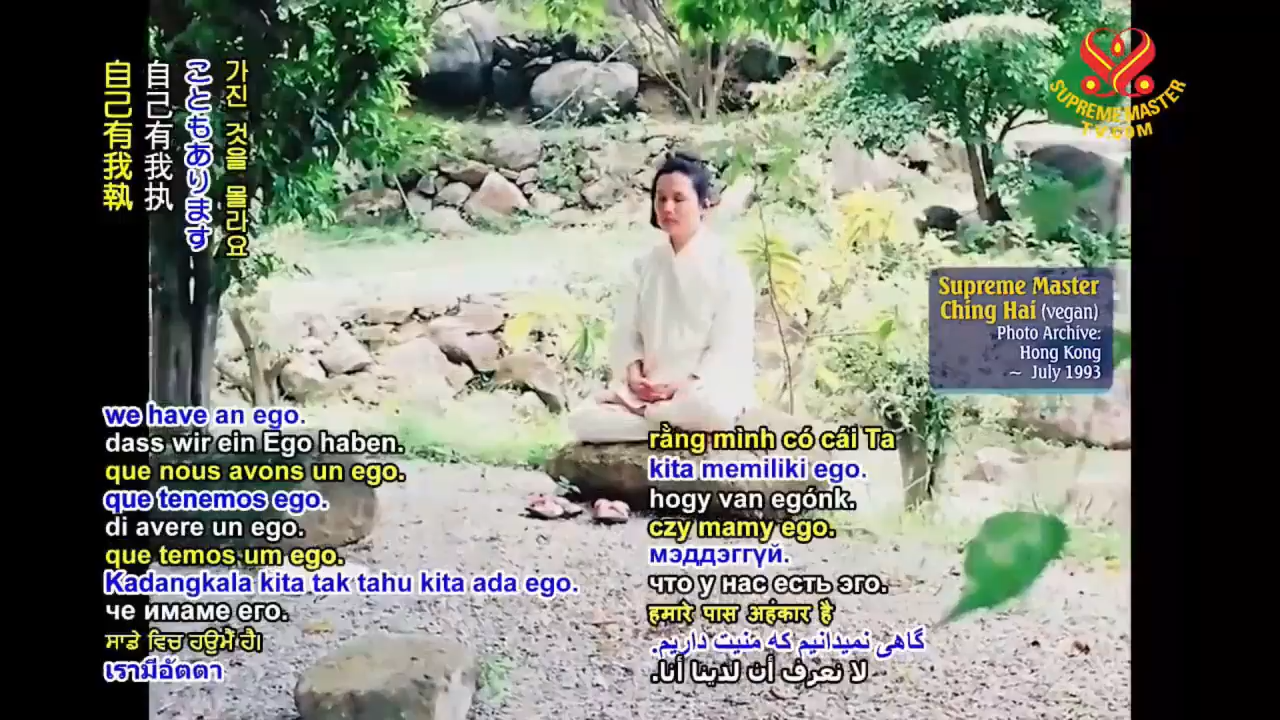 自己有我執
自己有我执
こともあります
가진 것을 몰라요
SUPREME MASTER
TV.COM
Supreme Master
Ching Hai (vegan)
Photo Archive:
Hong Kong
~ July 1993
we have an ego.
dass wir ein Ego haben.
que nous avons un ego.
que tenemos ego.
di avere un ego.
que temos um ego.
Kadangkala kita tak tahu kita ada ego.
че имаме его.
ਸਾਡੇ ਵਿਚ ਹਉਮੈਂ ਹੈ।
เรามีอัตตา
rằng mình có cái Ta
kita memiliki ego.
hogy van egónk.
czy mamy ego.
мэддэггүй.
что у нас есть эго.
हमारे पास अहंकार है
گاهی نمیدانیم که منیت داریم.
لا نعرف أن لدينا أنا.